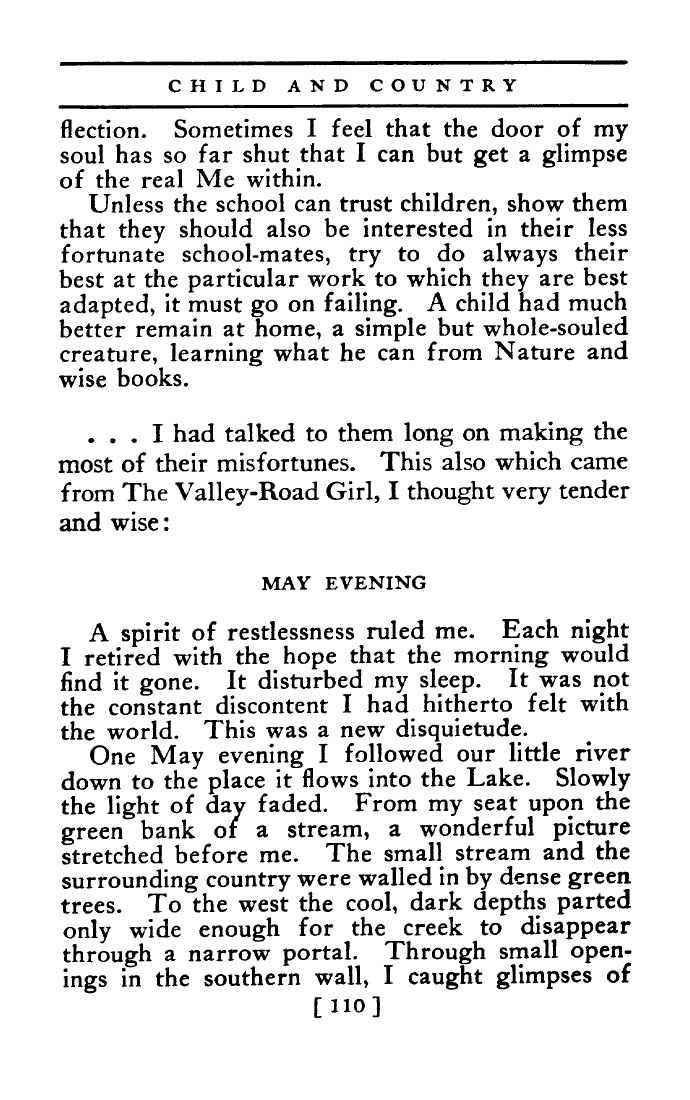 CHILD AND COUNTRY
flection. Sometimes I feel that the door of my
soul has so far shut that I can but get a glimpse
of the real Me within.
Unless the school can trust children, show them
that they should also be interested in their less
fortunate school-mates, try to do always their
best at the particular work to which they are best
adapted, it must go on failing. A child had much
better remain at home, a simple but whole-souled
creature, learning what he can from Nature and
wise books.
. . . I had talked to them long on making the
most of their misfortunes. This also which came
from The Valley-Road Girl, I thought very tender
and wise:
MAY EVENING
A spirit of restlessness ruled me. Each night
I retired with the hope that the morning would
find it gone. It disturbed my sleep. It was not
the constant discontent I had hitherto felt with
the world. This was a new disquietude.
One May evening I followed our little river
down to the place it flows into the Lake. Slowly
the light of day faded. From my seat upon the
green bank of a stream, a wonderful picture
stretched before me. The small stream and the
surrounding country were walled in by dense green
trees. To the west the cool, dark depths parted
only wide enough for the creek to disappear
through a narrow portal. Through small open-
ings in the southern wall, I caught glimpses of
[ 110 ]